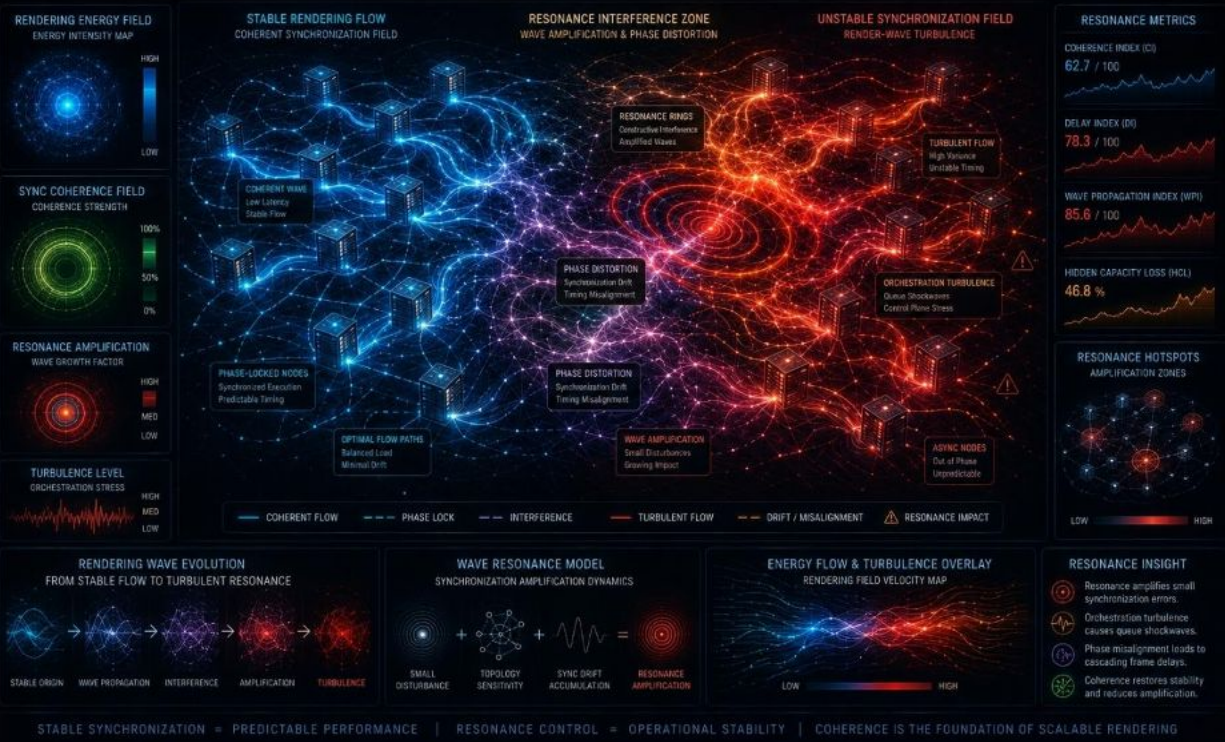 RENDERING ENERGY FIELD
ENERGY INTENSITY MAP
HIGH
LOW
SYNC COHERENCE FIELD
COHERENCE STRENGTH
100%
50%
0%
RESONANCE AMPLIFICATION
WAVE GROWTH FACTOR
HIGH
MED
LOW
TURBULENCE LEVEL
ORCHESTRATION STRESS
HIGH
MED
LOW
STABLE RENDERING FLOW
COHERENT SYNCHRONIZATION FIELD
RESONANCE INTERFERENCE ZONE
WAVE AMPLIFICATION & PHASE DISTORTION
UNSTABLE SYNCHRONIZATION FIELD
RENDER-WAVE TURBULENCE
RESONANCE RINGS
Constructive Interference
Amplified Waves
TURBULENT FLOW
High Variance
Unstable Timing
COHERENT WAVE
Low Latency
Stable Flow
PHASE DISTORTION
Synchronization Drift
Timing Misalignment
ORCHESTRATION TURBULENCE
Queue Shockwaves
Control Plane Stress
PHASE-LOCKED NODES
Synchronized Execution
Predictable Timing
PHASE DISTORTION
Synchronization Drift
Timing Misalignment
OPTIMAL FLOW PATHS
Balanced Load
Minimal Drift
WAVE AMPLIFICATION
Small Disturbances
Growing Impact
ASYNC NODES
Out of Phase
Unpredictable
COHERENT FLOW
PHASE LOCK
INTERFERENCE
TURBULENT FLOW
DRIFT / MISALIGNMENT
RESONANCE IMPACT
RESONANCE METRICS
COHERENCE INDEX (CI)
62.7 / 100
DELAY INDEX (DI)
78.3 / 100
WAVE PROPAGATION INDEX (WPI)
85.6 / 100
HIDDEN CAPACITY LOSS (HCL)
46.8 %
RESONANCE HOTSPOTS
AMPLIFICATION ZONES
LOW
HIGH
RENDERING WAVE EVOLUTION
FROM STABLE FLOW TO TURBULENT RESONANCE
STABLE ORIGIN
WAVE PROPAGATION
INTERFERENCE
AMPLIFICATION
TURBULENCE
WAVE RESONANCE MODEL
SYNCHRONIZATION AMPLIFICATION DYNAMICS
+
+
=
SMALL
DISTURBANCE
TOPOLOGY
SENSITIVITY
SYNC DRIFT
ACCUMULATION
RESONANCE
AMPLIFICATION
ENERGY FLOW & TURBULENCE OVERLAY
RENDERING FIELD VELOCITY MAP
LOW
HIGH
RESONANCE INSIGHT
Resonance amplifies small
synchronization errors.
Orchestration turbulence
causes queue shockwaves.
Phase misalignment leads to
cascading frame delays.
Coherence restores stability
and reduces amplification.
STABLE SYNCHRONIZATION = PREDICTABLE PERFORMANCE | RESONANCE CONTROL = OPERATIONAL STABILITY | COHERENCE IS THE FOUNDATION OF SCALABLE RENDERING